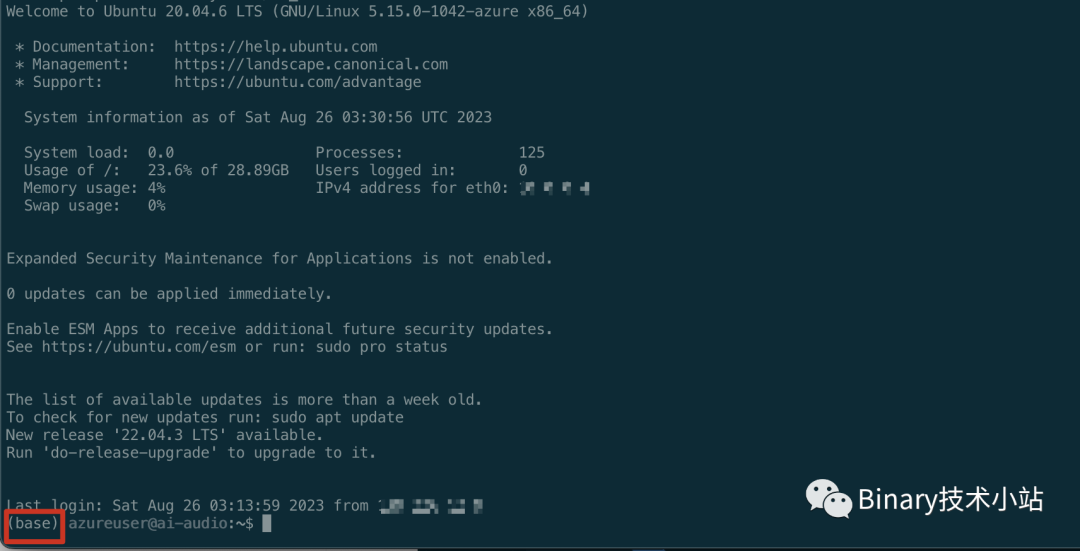 Welcome to Ubuntu 20.04.6 LTS (GNU/Linux 5.15.0-1042-azure x86_64)
* Documentation: https://help.ubuntu.com
* Management: https://landscape.canonical.com
* Support: https://ubuntu.com/advantage
System information as of Sat Aug 26 03:30:56 UTC 2023
System load: 0.0 Processes: 125
Usage of /: 23.6% of 28.89GB Users logged in: 0
Memory usage: 4% IPv4 address for eth0:
Swap usage: 0%
Expanded Security Maintenance for Applications is not enabled.
0 updates can be applied immediately.
Enable ESM Apps to receive additional future security updates.
See https://ubuntu.com/esm or run: sudo pro status
The list of available updates is more than a week old.
To check for new updates run: sudo apt update
New release '22.04.3 LTS' available.
Run 'do-release-upgrade' to upgrade to it.
Last login: Sat Aug 26 03:13:59 2023 from
(base) azureuser@ai-audio:~$
Binary技术小站